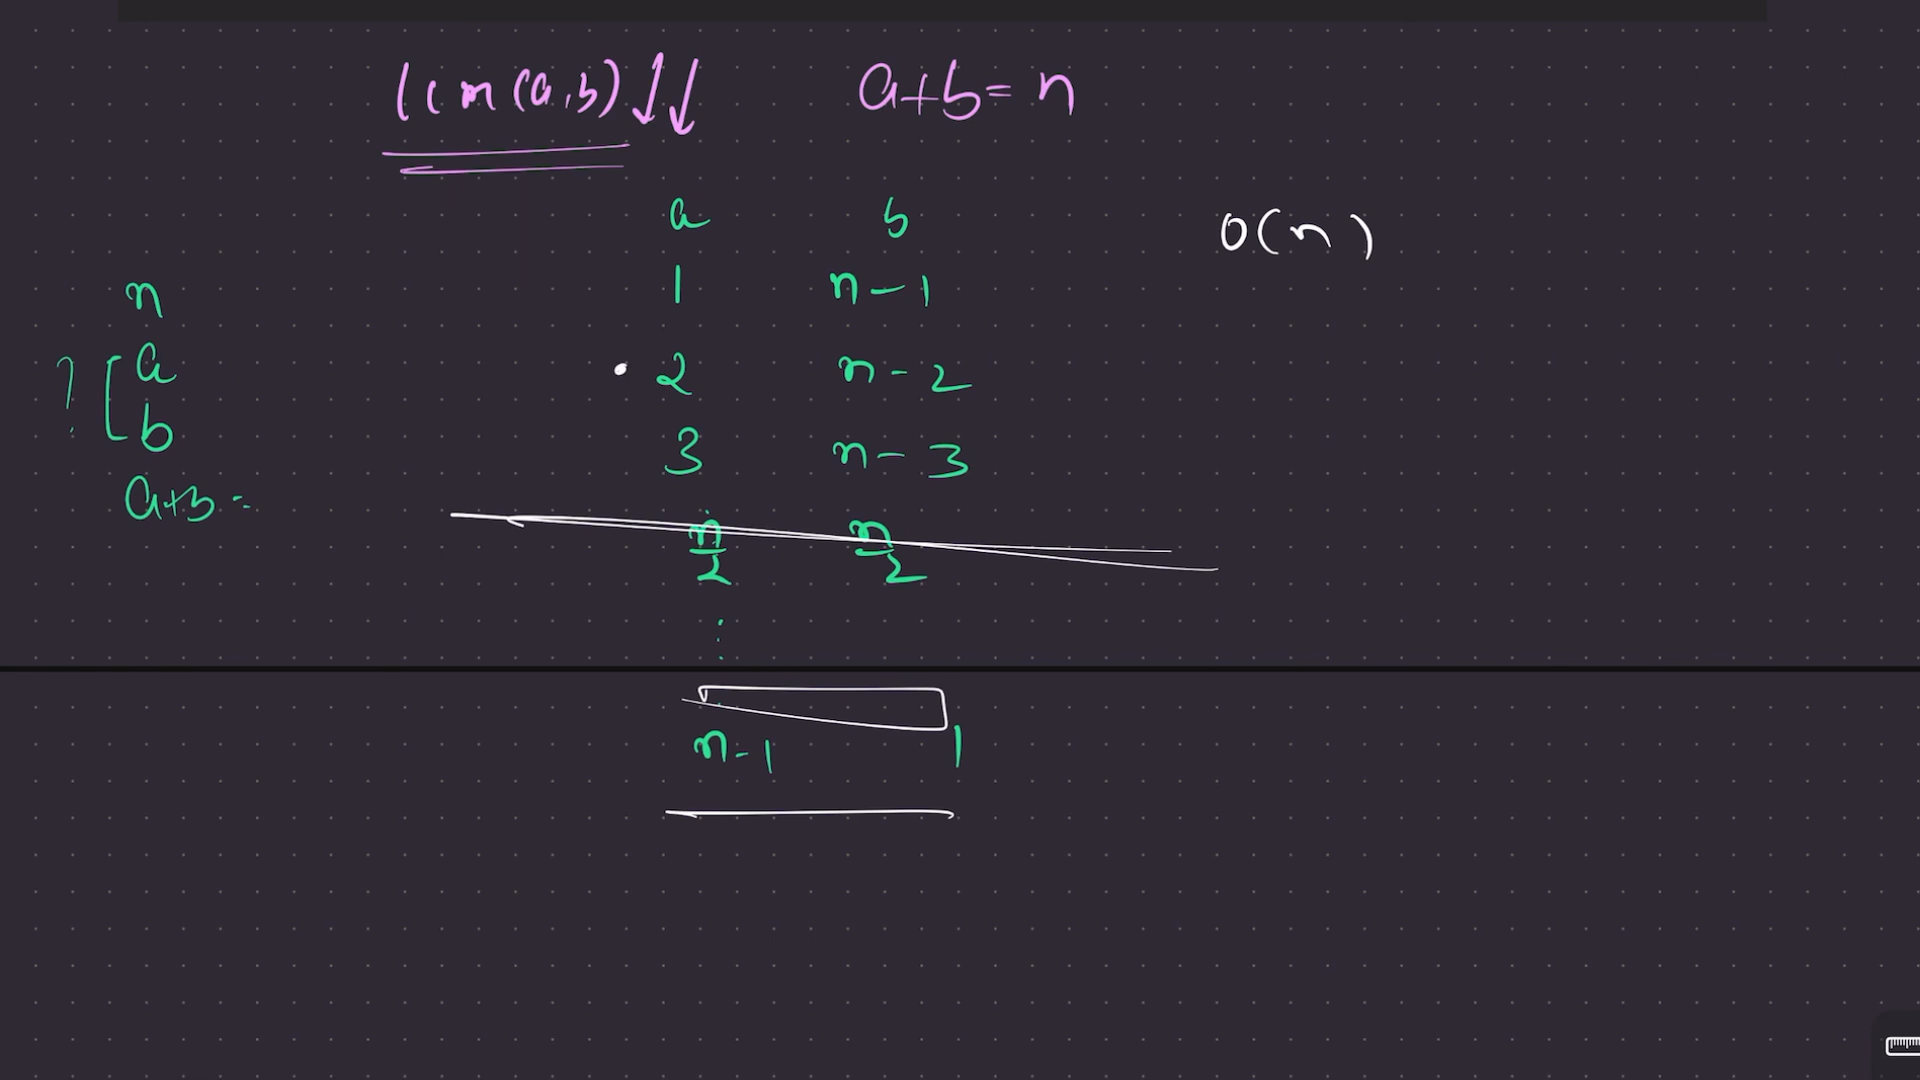 lcm(a,b) ↓↓ a+b=n
a b
O(n)
1 n-1
n
2 n-2
? [ a
b
3 n-3
a+b=
n/2 n/2
⋮
n-1 1